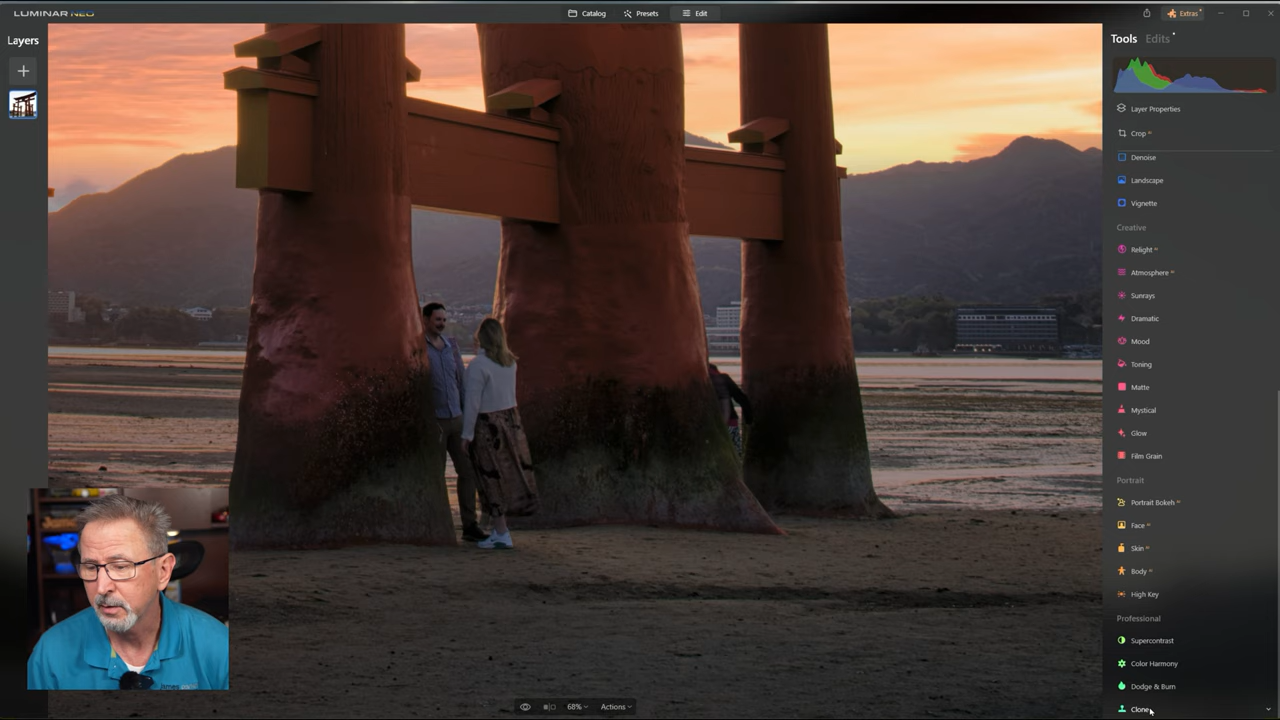 LUMINAR NEO
Catalog
Presets
Edit
Extras
Layers
Tools
Edits
Layer Properties
Crop
Denoise
Landscape
Vignette
Creative
Relight
Atmosphere
Sunrays
Dramatic
Mood
Toning
Matte
Mystical
Glow
Film Grain
Portrait
Portrait Bokeh
Face
Skin
Body
High Key
Professional
Supercontrast
Color Harmony
Dodge & Burn
Clone
68%
Actions